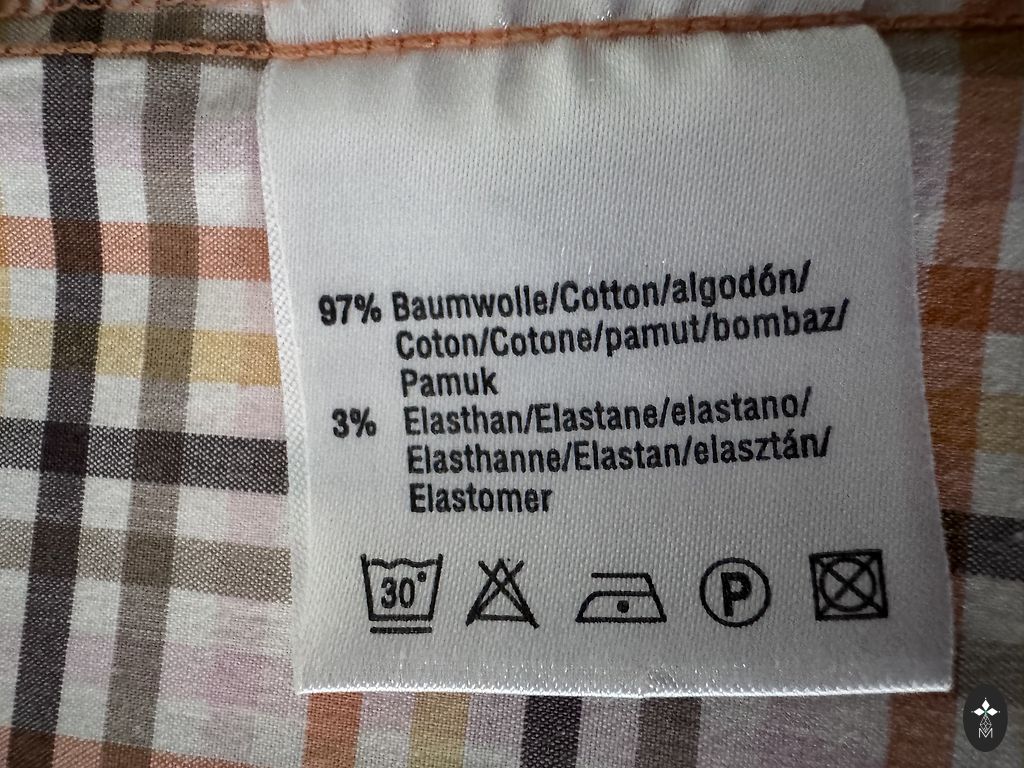 97% Baumwolle/Cotton/algodón/
Coton/Cotone/pamut/bombaz/
Pamuk
3% Elasthan/Elastane/elastano/
Elasthanne/Elastan/elasztán/
Elastomer
30° P
M